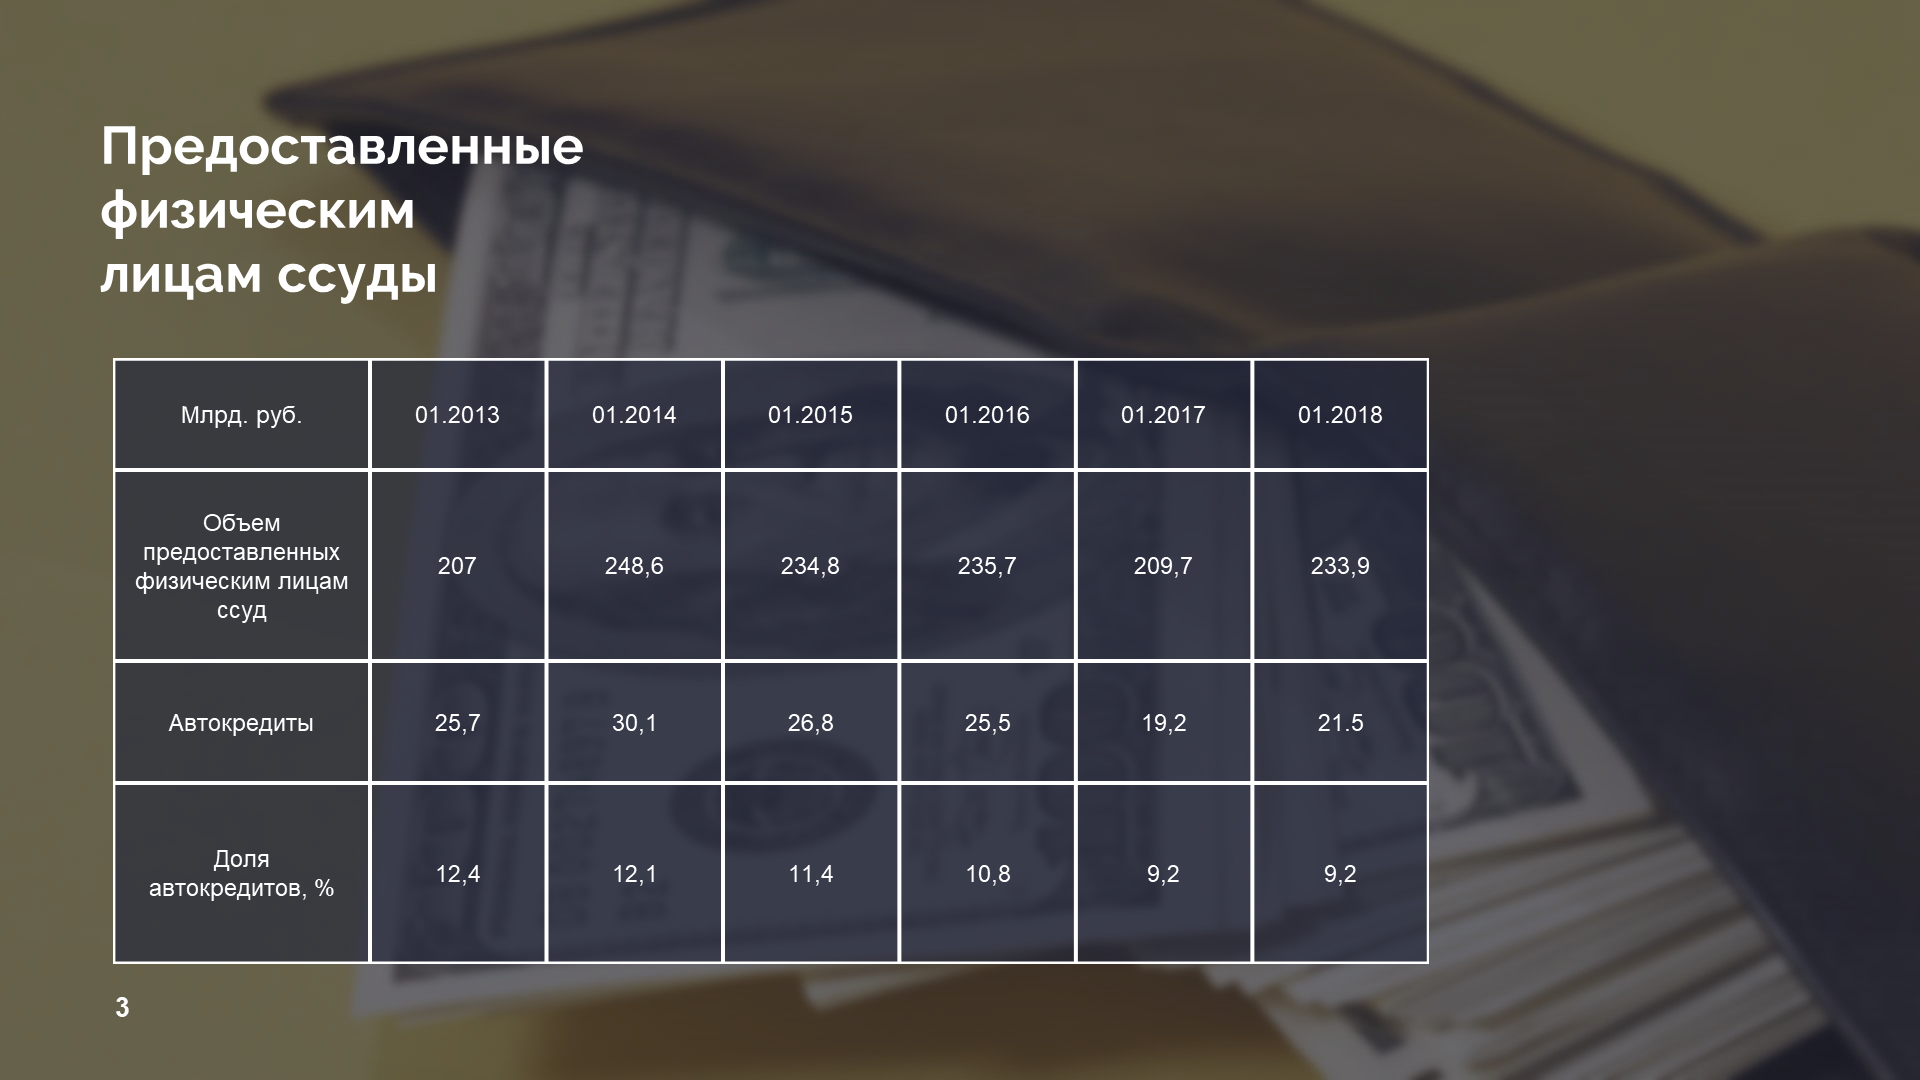 Предоставленные
физическим
лицам ссуды
Млрд. руб. 01.2013 01.2014 01.2015 01.2016 01.2017 01.2018
Объем
предоставленных
физическим лицам
ссуд
207 248,6 234,8 235,7 209,7 233,9
Автокредиты 25,7 30,1 26,8 25,5 19,2 21.5
Доля
автокредитов, %
12,4 12,1 11,4 10,8 9,2 9,2
3